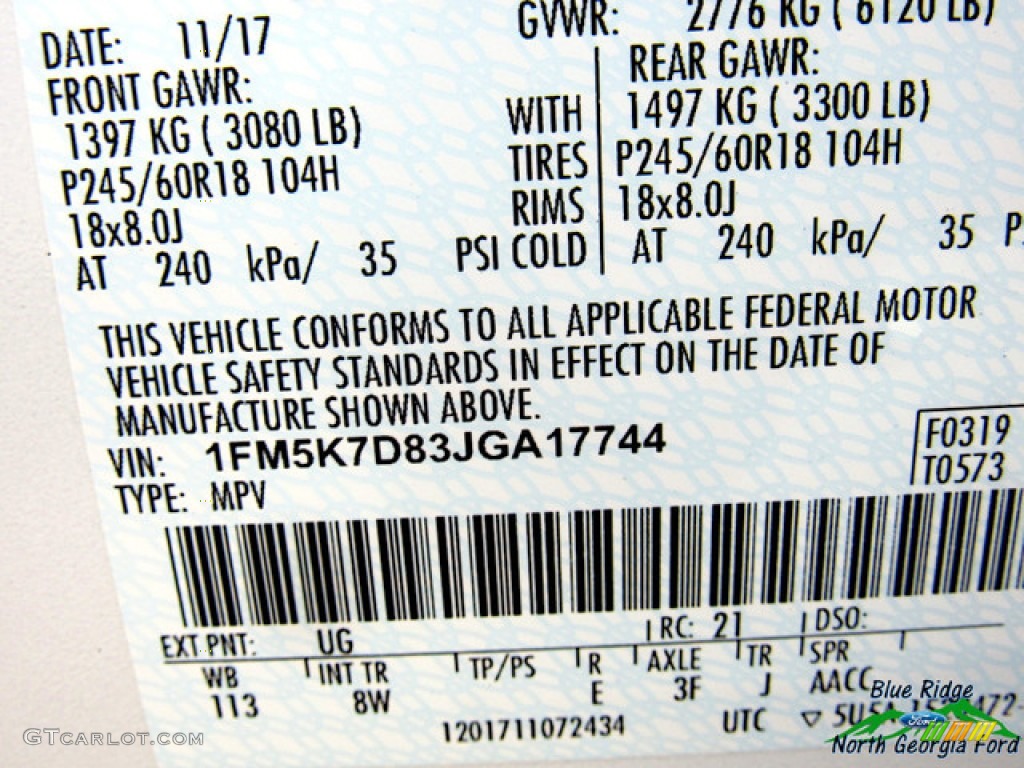 DATE: 11/17 GVWR: 2776 KG ( 6120 LB)
FRONT GAWR: REAR GAWR:
1397 KG ( 3080 LB) WITH 1497 KG ( 3300 LB)
P245/60R18 104H TIRES P245/60R18 104H
18x8.0J RIMS 18x8.0J
AT 240 kPa/ 35 PSI COLD AT 240 kPa/ 35
THIS VEHICLE CONFORMS TO ALL APPLICABLE FEDERAL MOTOR
VEHICLE SAFETY STANDARDS IN EFFECT ON THE DATE OF
MANUFACTURE SHOWN ABOVE.
VIN: 1FM5K7D83JGA17744 F0319
TYPE: MPV T0573
EXT PNT: UG RC: 21 DSO:
WB INT TR TP/PS R AXLE TR SPR
113 8W E 3F J AACC
1201711072434 UTC
Blue Ridge
Ford
North Georgia Ford
GTcarlot.com